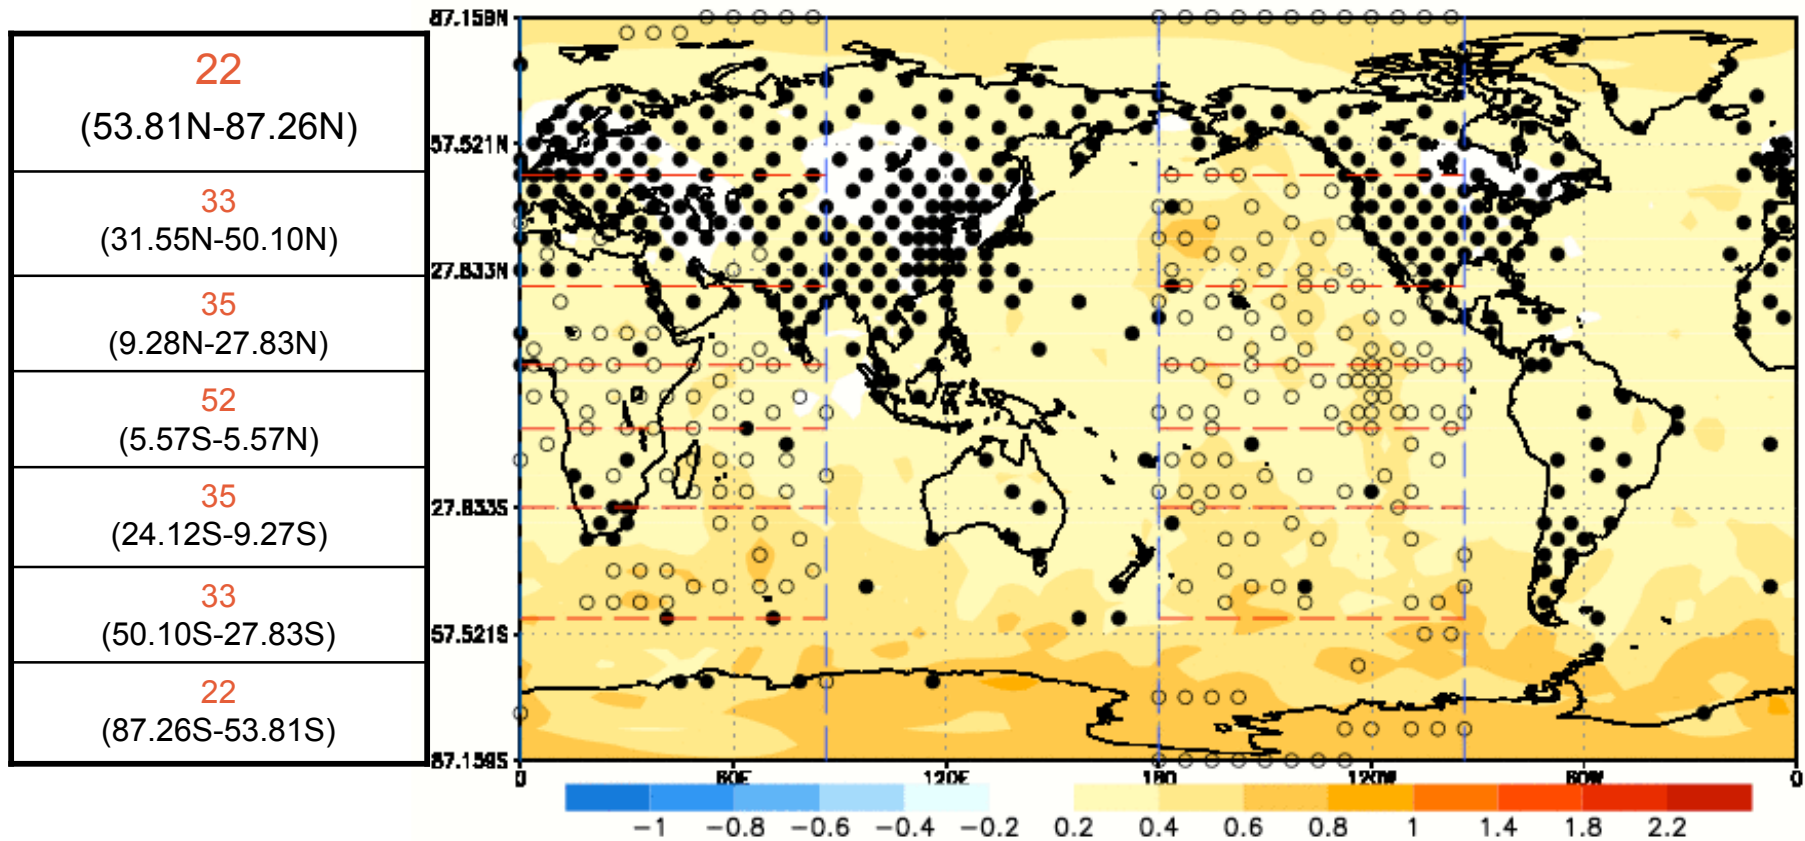 22
(53.81N-87.26N)
33
(31.55N-50.10N)
35
(9.28N-27.83N)
52
(5.57S-5.57N)
35
(24.12S-9.27S)
33
(50.10S-27.83S)
22
(87.26S-53.81S)
87.159N
57.521N
27.833N
27.833S
57.521S
87.159S
0 60E 120E 180 120W 60W 0
−1 −0.8 −0.6 −0.4 −0.2 0.2 0.4 0.6 0.8 1 1.4 1.8 2.2